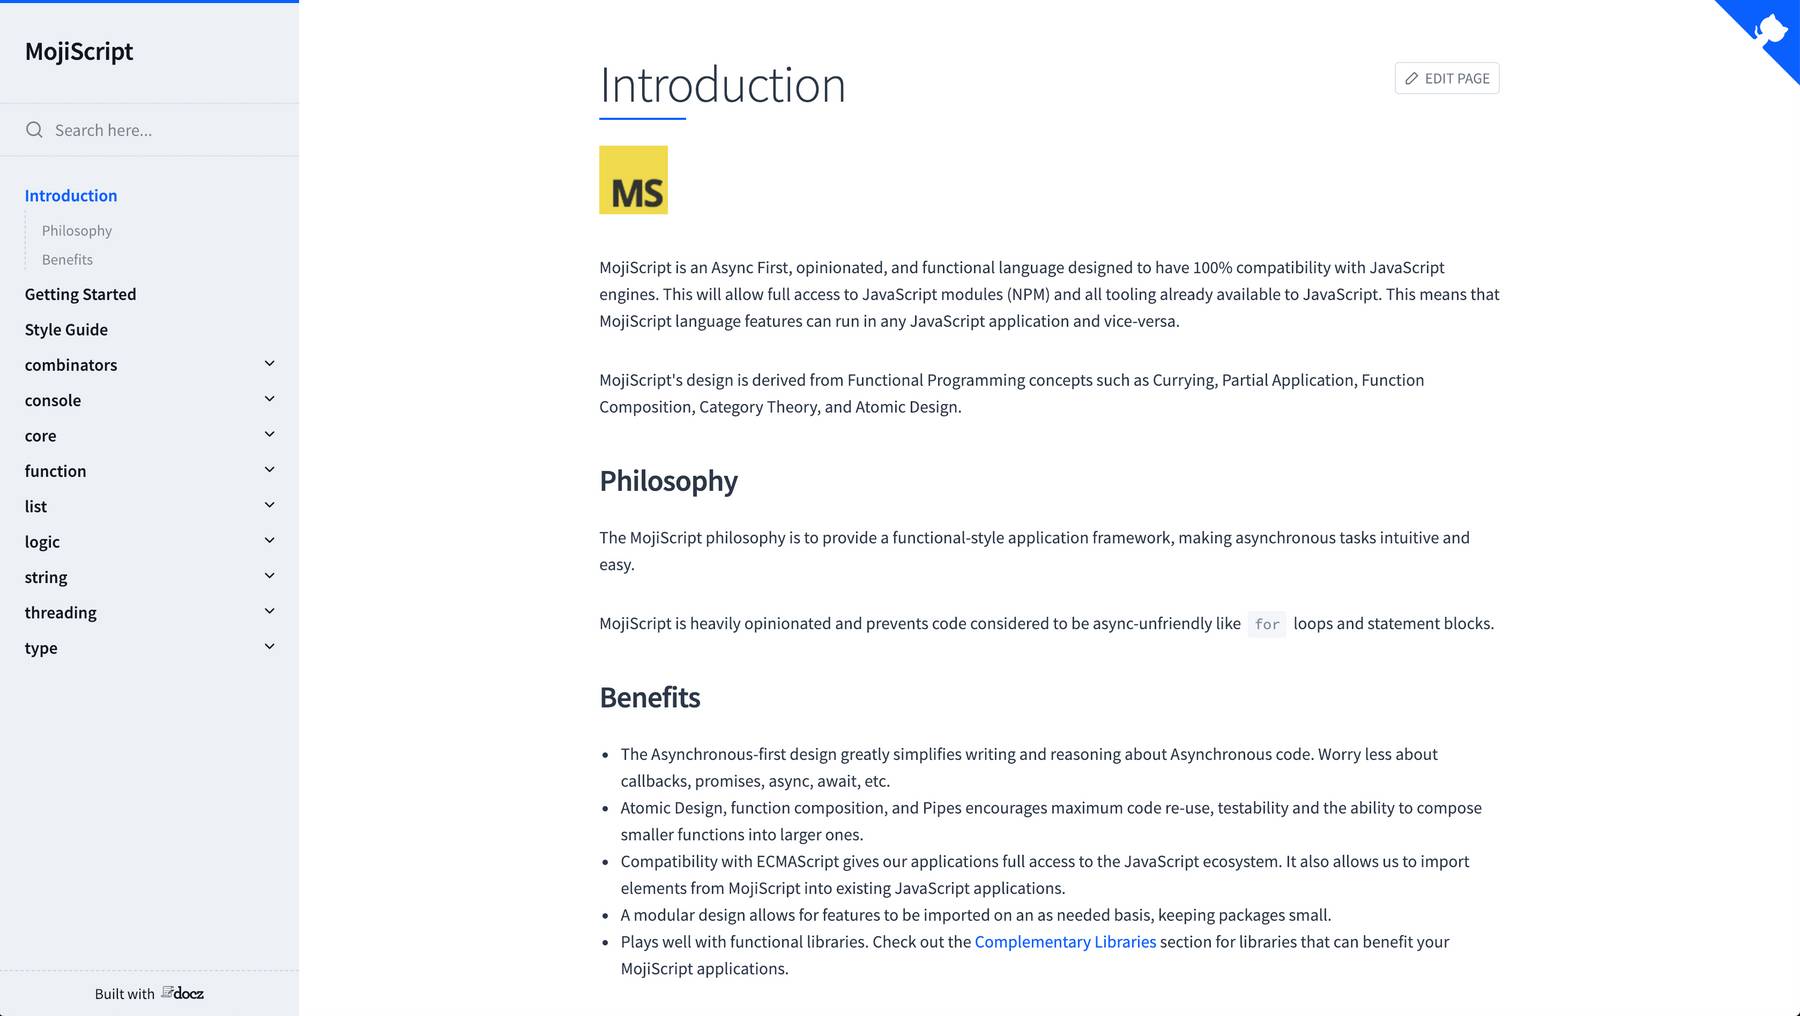 MojiScript
Search here...
Introduction
Philosophy
Benefits
Getting Started
Style Guide
combinators
console
core
function
list
logic
string
threading
type
Built with docz
Introduction
EDIT PAGE
MS
MojiScript is an Async First, opinionated, and functional language designed to have 100% compatibility with JavaScript
engines. This will allow full access to JavaScript modules (NPM) and all tooling already available to JavaScript. This means that
MojiScript language features can run in any JavaScript application and vice-versa.
MojiScript's design is derived from Functional Programming concepts such as Currying, Partial Application, Function
Composition, Category Theory, and Atomic Design.
Philosophy
The MojiScript philosophy is to provide a functional-style application framework, making asynchronous tasks intuitive and
easy.
MojiScript is heavily opinionated and prevents code considered to be async-unfriendly like for loops and statement blocks.
Benefits
• The Asynchronous-first design greatly simplifies writing and reasoning about Asynchronous code. Worry less about
callbacks, promises, async, await, etc.
• Atomic Design, function composition, and Pipes encourages maximum code re-use, testability and the ability to compose
smaller functions into larger ones.
• Compatibility with ECMAScript gives our applications full access to the JavaScript ecosystem. It also allows us to import
elements from MojiScript into existing JavaScript applications.
• A modular design allows for features to be imported on an as needed basis, keeping packages small.
• Plays well with functional libraries. Check out the Complementary Libraries section for libraries that can benefit your
MojiScript applications.